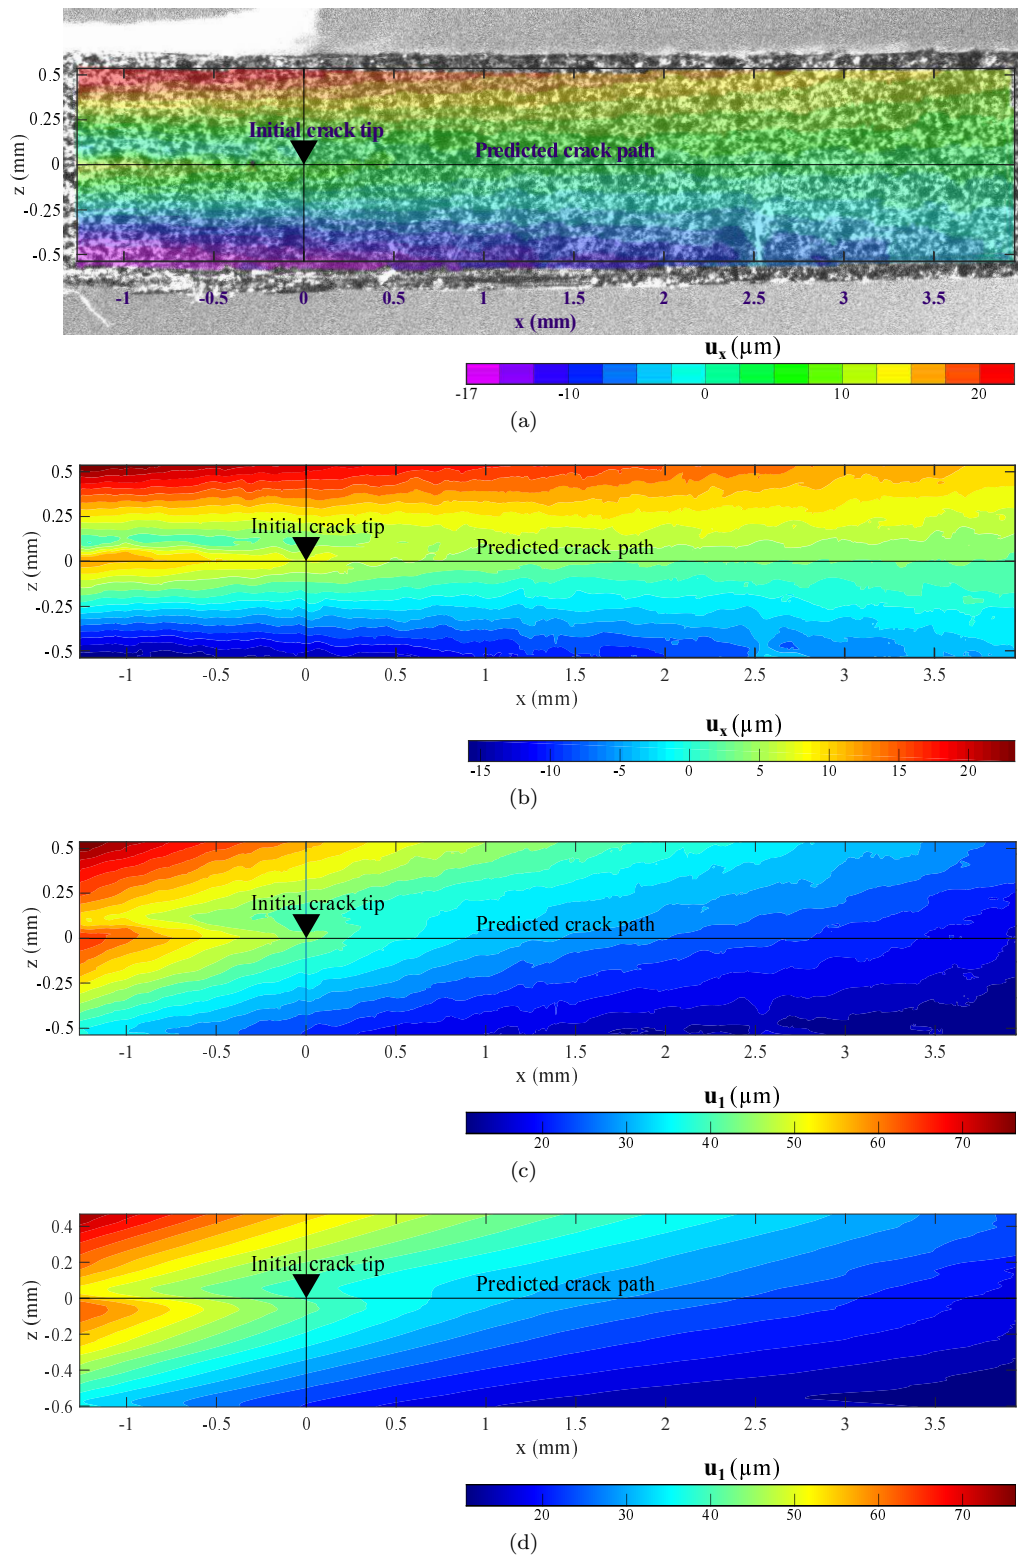 0.5
0.25
0
-0.25
-0.5
z (mm)
Initial crack tip
Predicted crack path
-1 -0.5 0 0.5 1 1.5 2 2.5 3 3.5
x (mm)
uₓ (µm)
-17 -10 0 10 20
(a)
0.5
0.25
0
-0.25
-0.5
z (mm)
Initial crack tip
Predicted crack path
-1 -0.5 0 0.5 1 1.5 2 2.5 3 3.5
x (mm)
uₓ (µm)
-15 -10 -5 0 5 10 15 20
(b)
0.5
0.25
0
-0.25
-0.5
z (mm)
Initial crack tip
Predicted crack path
-1 -0.5 0 0.5 1 1.5 2 2.5 3 3.5
x (mm)
u₁ (µm)
20 30 40 50 60 70
(c)
0.4
0.2
0
-0.2
-0.4
-0.6
z (mm)
Initial crack tip
Predicted crack path
-1 -0.5 0 0.5 1 1.5 2 2.5 3 3.5
x (mm)
u₁ (µm)
20 30 40 50 60 70
(d)